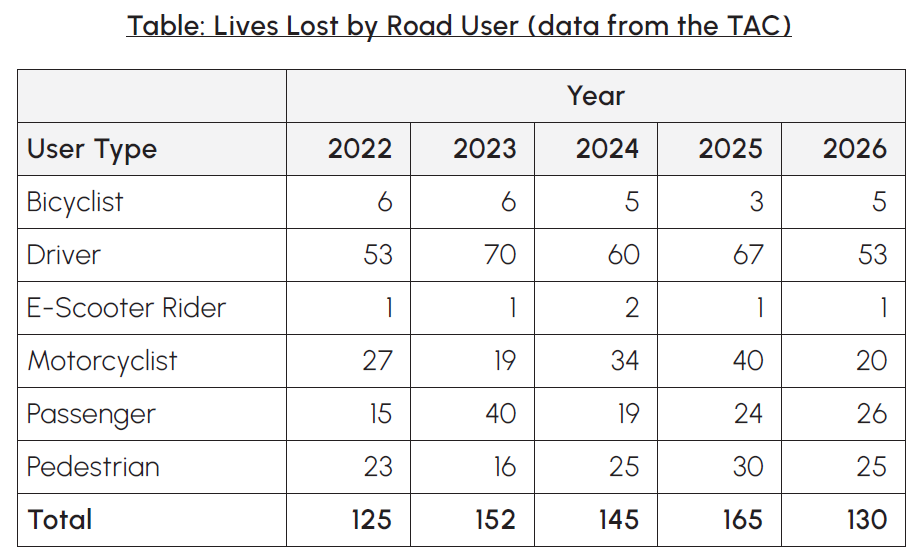 Table: Lives Lost by Road User (data from the TAC)
Year
User Type 2022 2023 2024 2025 2026
Bicyclist 6 6 5 3 5
Driver 53 70 60 67 53
E-Scooter Rider 1 1 2 1 1
Motorcyclist 27 19 34 40 20
Passenger 15 40 19 24 26
Pedestrian 23 16 25 30 25
Total 125 152 145 165 130